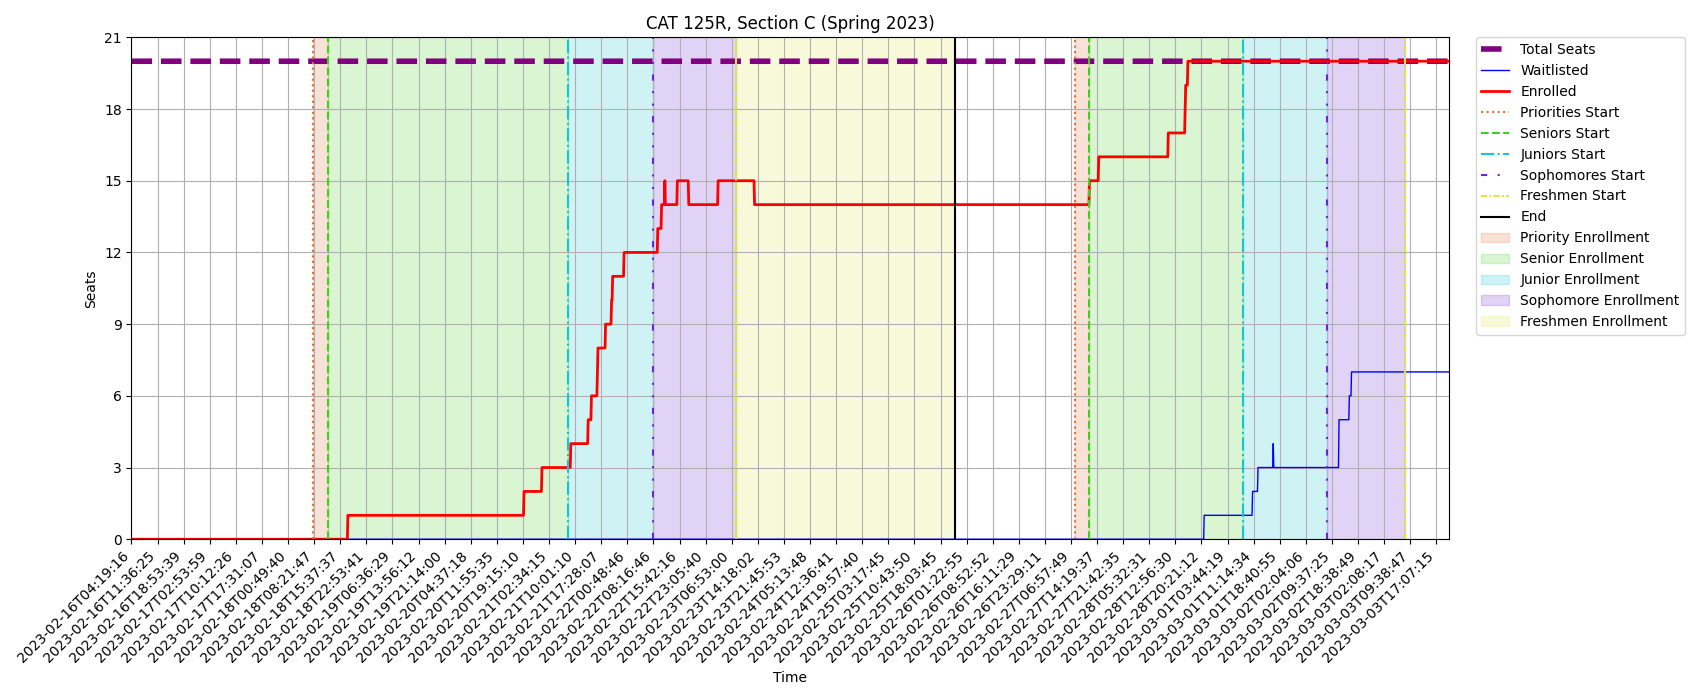 CAT 125R, Section C (Spring 2023)
21
18
15
12
9
6
3
0
Seats
Total Seats
Waitlisted
Enrolled
Priorities Start
Seniors Start
Juniors Start
Sophomores Start
Freshmen Start
End
Priority Enrollment
Senior Enrollment
Junior Enrollment
Sophomore Enrollment
Freshmen Enrollment
2023-02-16T04:19:16
2023-02-16T11:36:25
2023-02-16T18:53:39
2023-02-17T02:53:59
2023-02-17T10:12:26
2023-02-17T17:31:07
2023-02-18T00:49:40
2023-02-18T08:21:47
2023-02-18T15:37:37
2023-02-18T22:53:41
2023-02-19T06:36:29
2023-02-19T13:56:12
2023-02-19T21:14:00
2023-02-20T04:37:18
2023-02-20T11:55:35
2023-02-20T19:15:10
2023-02-21T02:34:15
2023-02-21T10:01:10
2023-02-21T17:28:07
2023-02-22T00:48:46
2023-02-22T08:16:46
2023-02-22T15:42:16
2023-02-22T23:05:40
2023-02-23T06:53:00
2023-02-23T14:18:02
2023-02-23T21:45:53
2023-02-24T05:13:48
2023-02-24T12:36:41
2023-02-24T19:57:40
2023-02-25T03:17:45
2023-02-25T10:43:50
2023-02-25T18:03:45
2023-02-26T01:22:55
2023-02-26T08:52:52
2023-02-26T16:11:29
2023-02-26T23:29:11
2023-02-27T06:57:49
2023-02-27T14:19:37
2023-02-27T21:42:35
2023-02-28T05:32:31
2023-02-28T12:56:30
2023-02-28T20:21:12
2023-03-01T03:44:19
2023-03-01T11:14:34
2023-03-01T18:40:55
2023-03-02T02:04:06
2023-03-02T09:37:25
2023-03-02T18:38:49
2023-03-03T02:08:17
2023-03-03T09:38:47
2023-03-03T17:07:15
Time